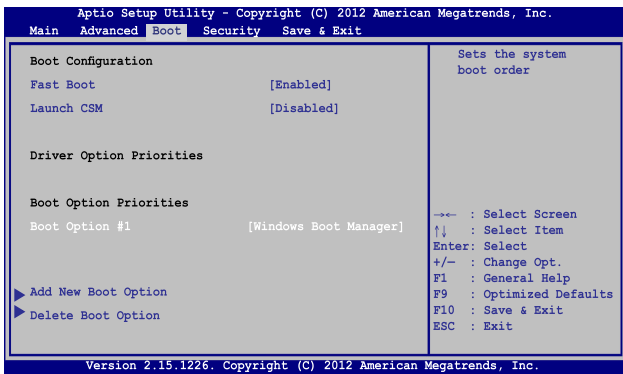 Aptio Setup Utility - Copyright (C) 2012 American Megatrends, Inc.
Main Advanced Boot Security Save & Exit
Boot Configuration
Fast Boot [Enabled]
Launch CSM [Disabled]
Driver Option Priorities
Boot Option Priorities
Boot Option #1 [Windows Boot Manager]
Add New Boot Option
Delete Boot Option
Sets the system
boot order
→← : Select Screen
↑↓ : Select Item
Enter: Select
+/— : Change Opt.
F1 : General Help
F9 : Optimized Defaults
F10 : Save & Exit
ESC : Exit
Version 2.15.1226. Copyright (C) 2012 American Megatrends, Inc.